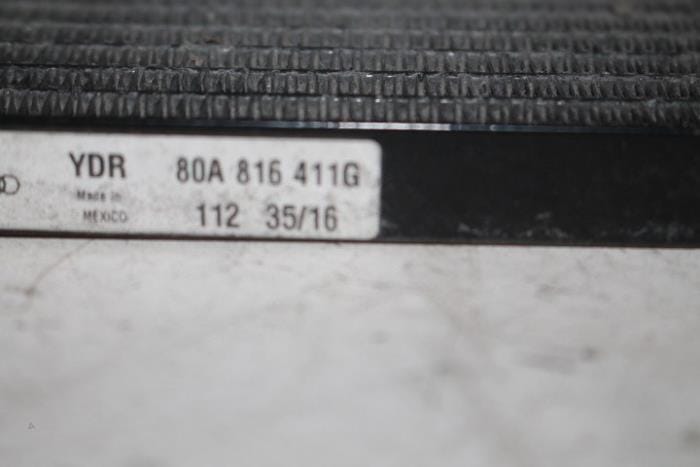 YDR 80A 816 411G
Made in
MEXICO 112 35/16